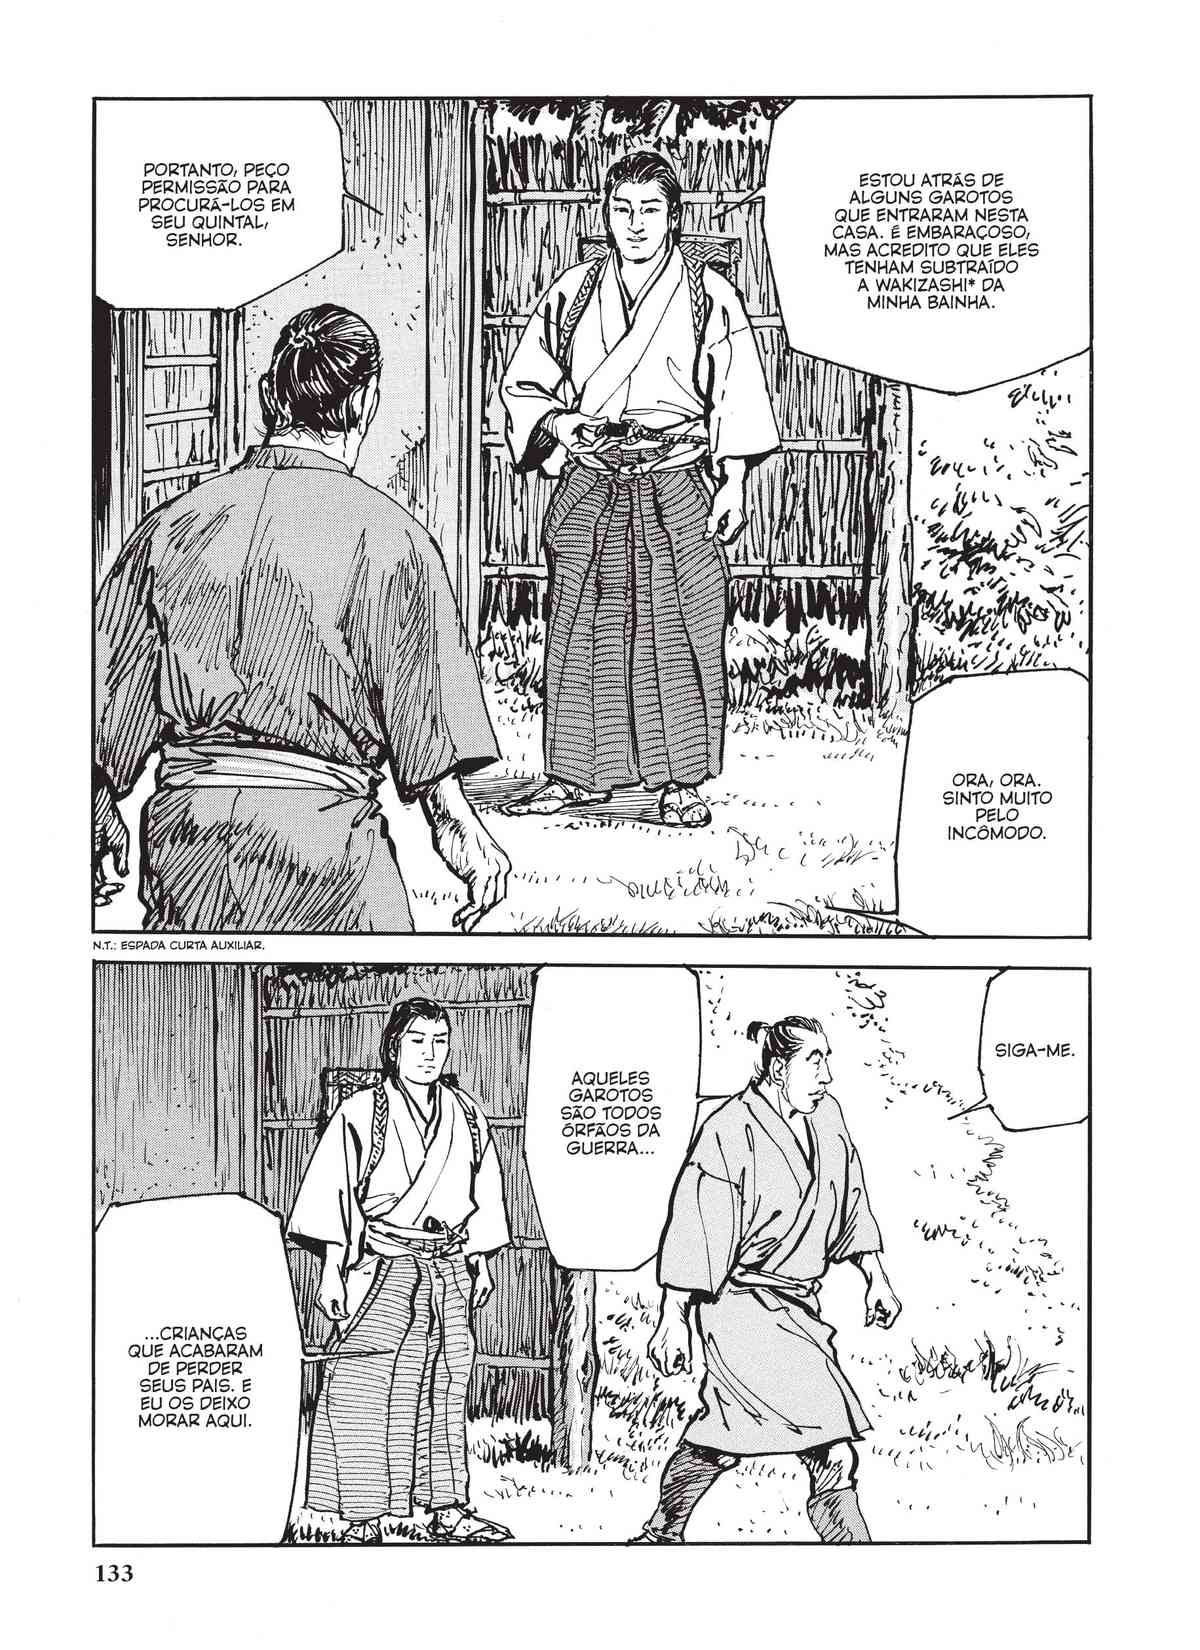 ESTOU ATRÁS DE
ALGUNS GAROTOS
QUE ENTRARAM NESTA
CASA. É EMBARAÇOSO,
MAS ACREDITO QUE ELES
TENHAM SUBTRAÍDO
A WAKIZASHI* DA
MINHA BAINHA.
PORTANTO, PEÇO
PERMISSÃO PARA
PROCURÁ-LOS EM
SEU QUINTAL,
SENHOR.
ORA, ORA.
SINTO MUITO
PELO
INCÔMODO.
N.T.: ESPADA CURTA AUXILIAR.
SIGA-ME.
AQUELES
GAROTOS
SÃO TODOS
ÓRFÃOS DA
GUERRA...
...CRIANÇAS
QUE ACABARAM
DE PERDER
SEUS PAIS. E
EU OS DEIXO
MORAR AQUI.
133